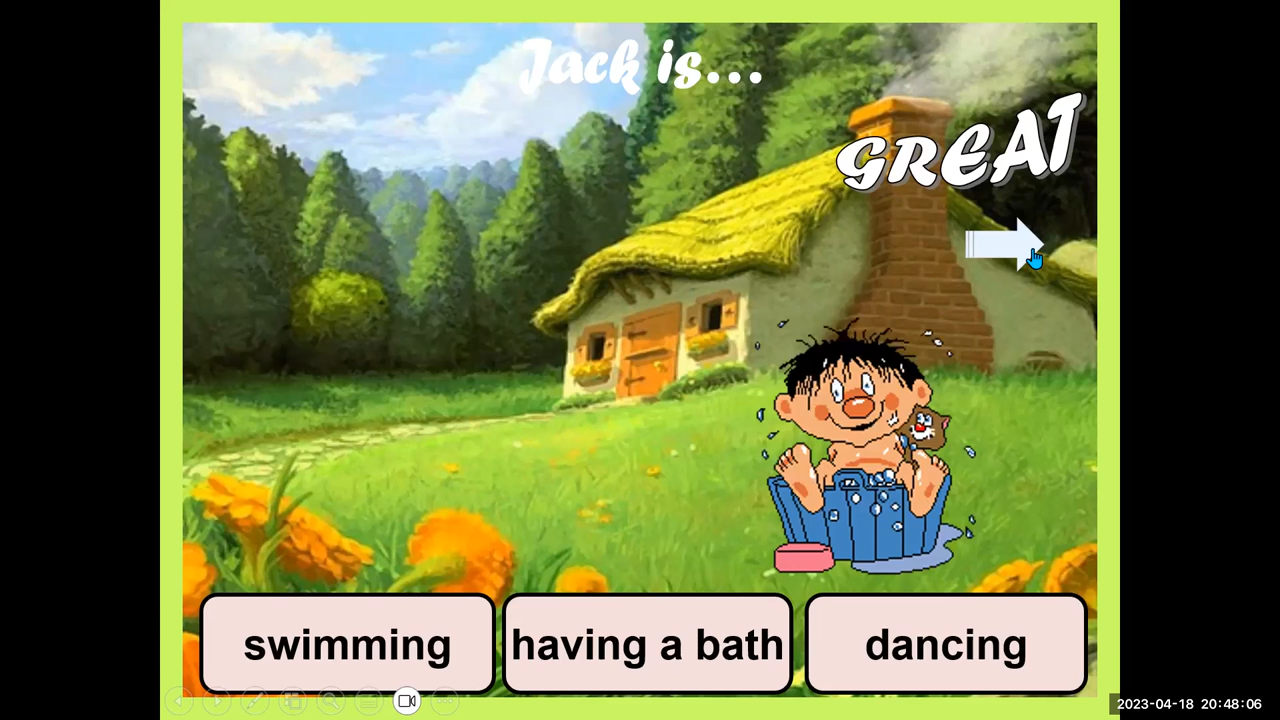 Jack is...
GREAT
swimming
having a bath
dancing
2023-04-18 20:48:06